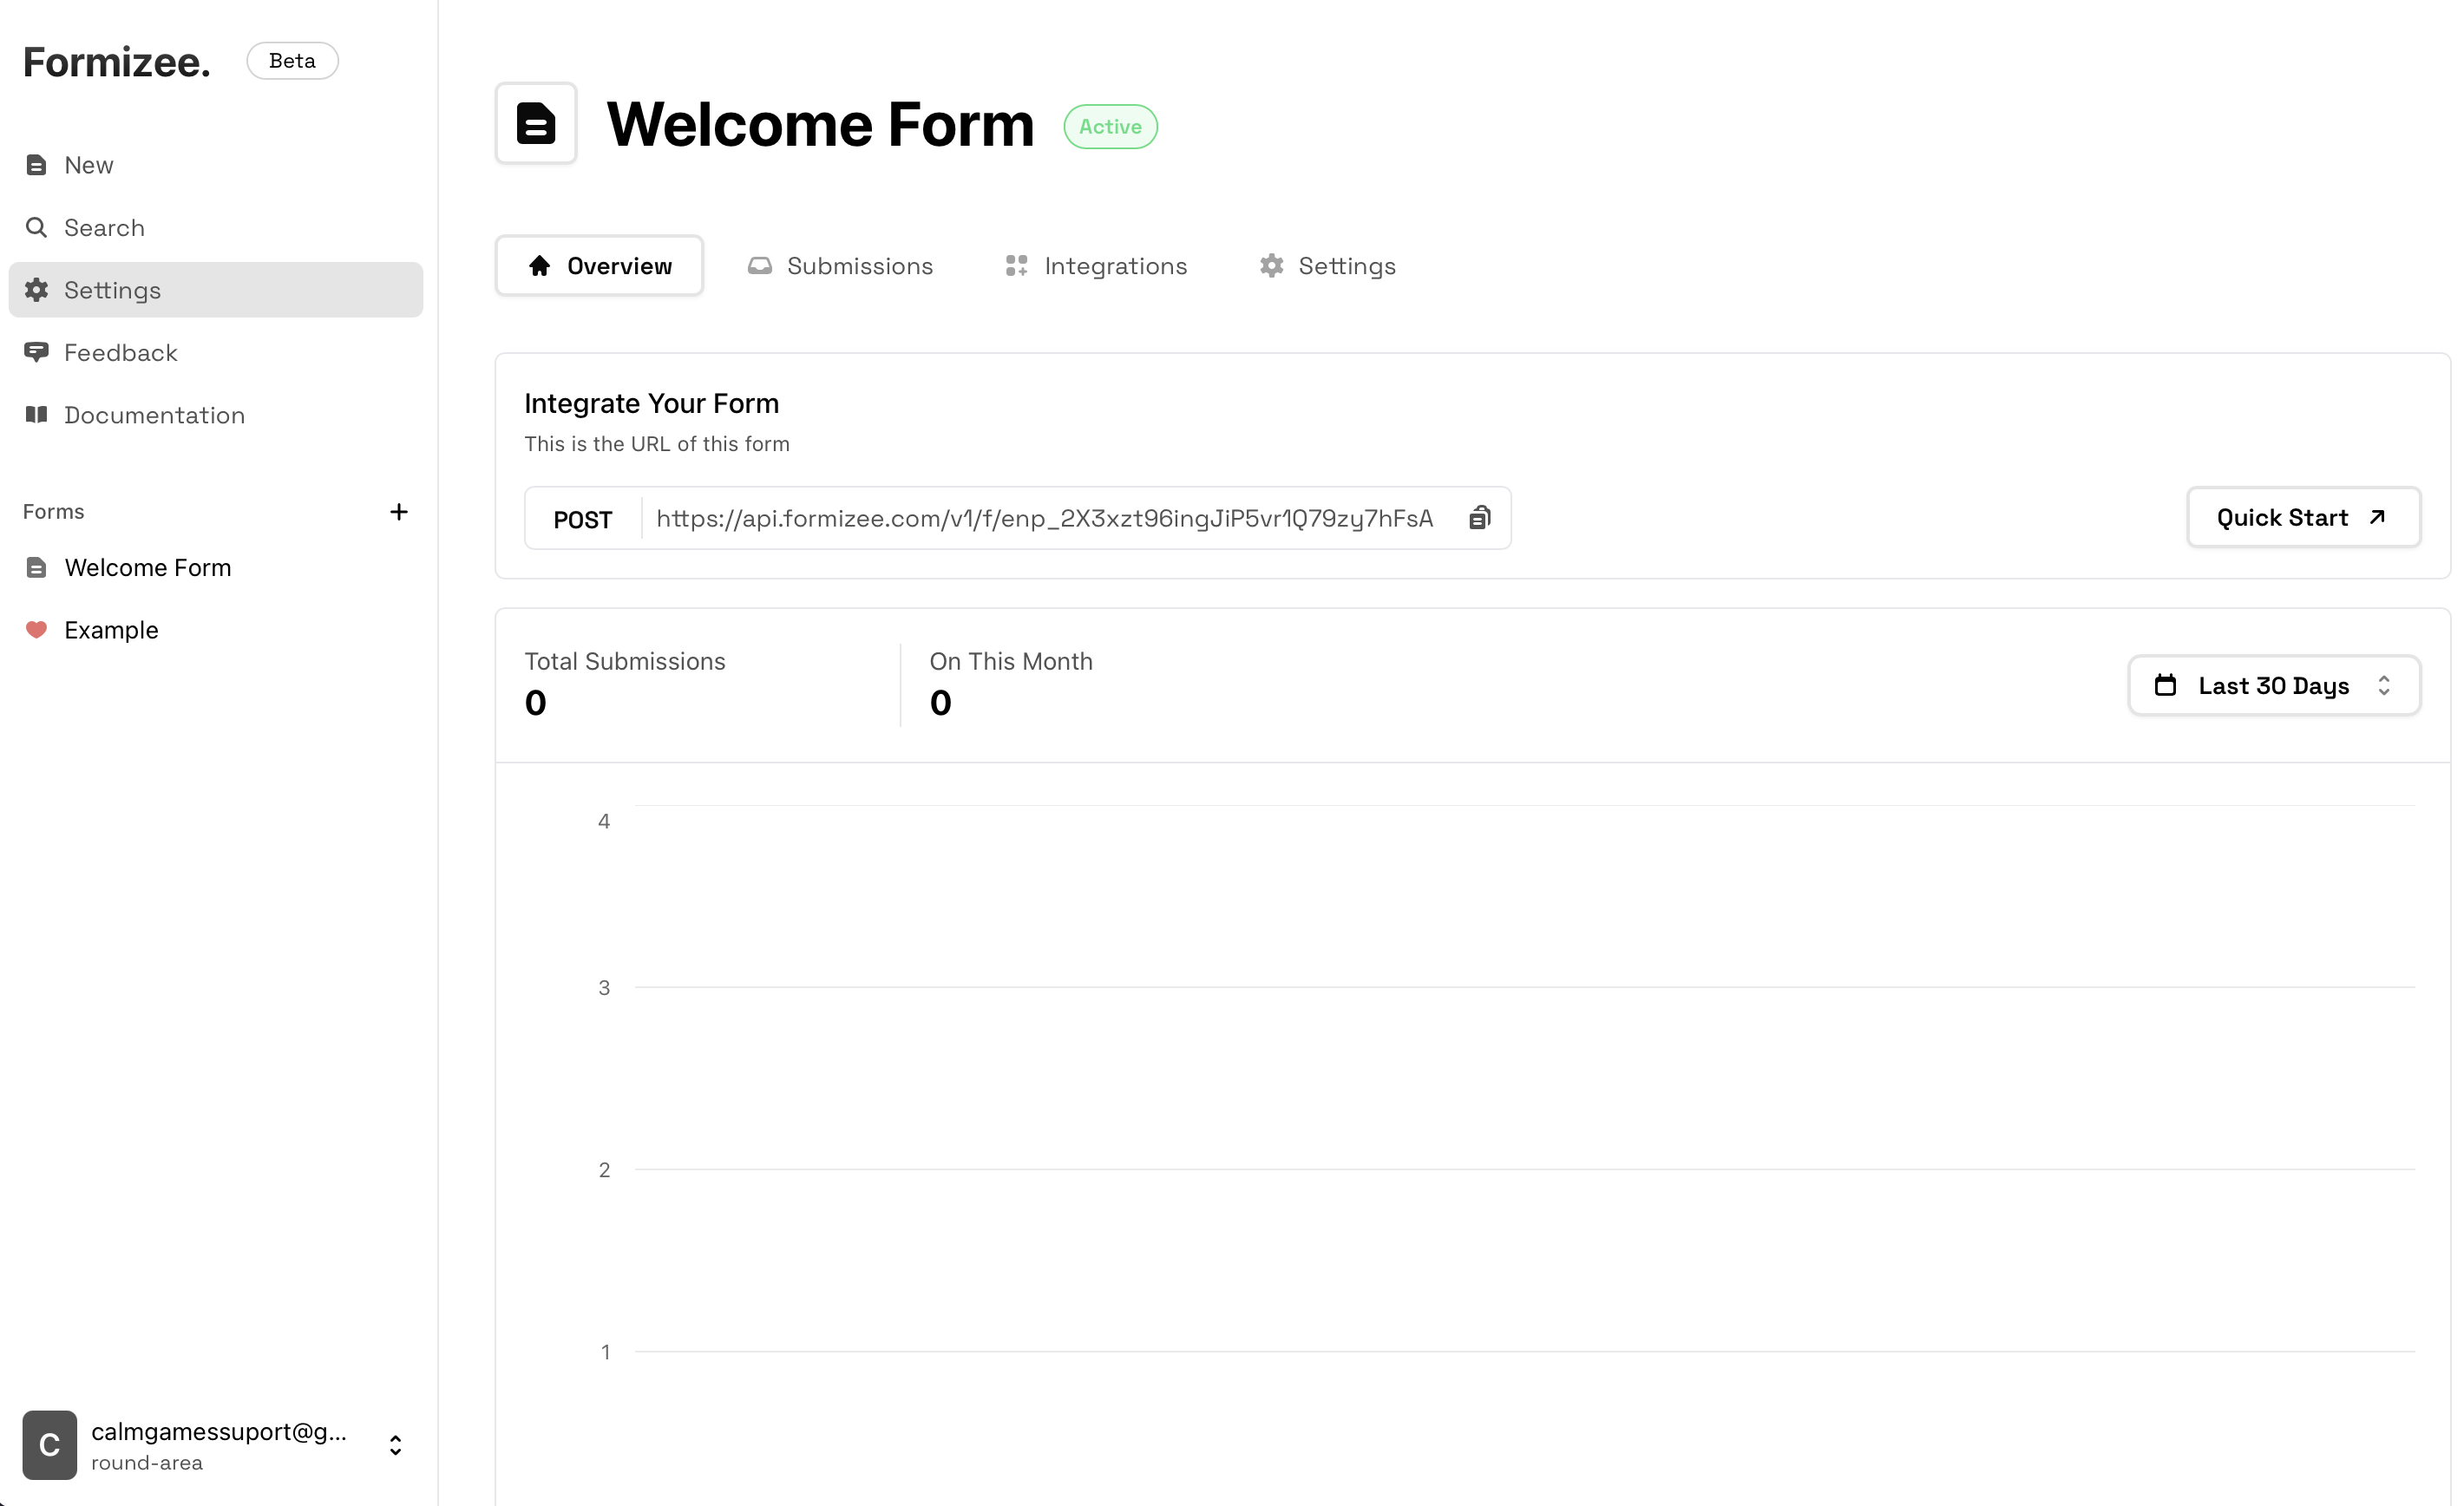 Formizee.
Beta
New
Search
Settings
Feedback
Documentation
Forms
Welcome Form
Example
C
calmgamessuport@g...
round-area
Welcome Form
Active
Overview
Submissions
Integrations
Settings
Integrate Your Form
This is the URL of this form
POST
https://api.formizee.com/v1/f/enp_2X3xzt96ingJiP5vr1Q79zy7hFsA
Quick Start
Total Submissions
0
On This Month
0
Last 30 Days
4
3
2
1